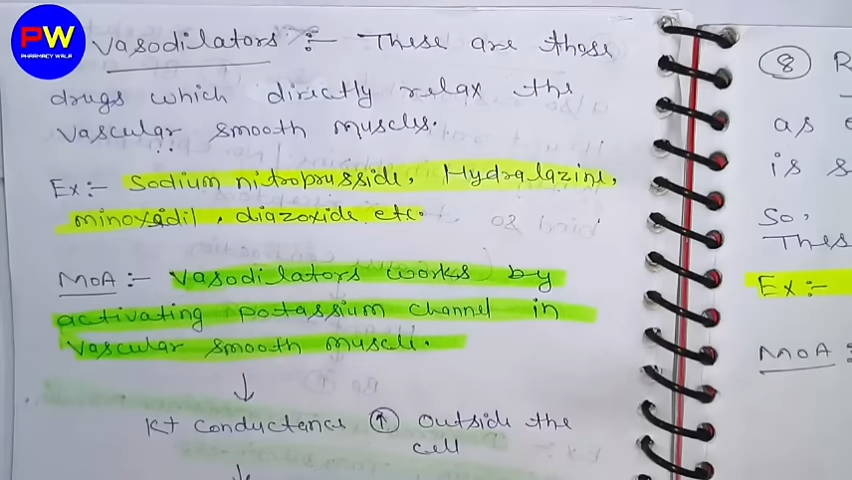 PW
PHARMACY WALA
Vasodilators :- These are those
drugs which directly relax the
vascular smooth muscles.
Ex:- Sodium nitroprusside, Hydralazine,
minoxidil, diazoxide etc.
MOA :- Vasodilators works by
activating potassium channel in
vascular smooth muscle.
↓
K+ conductance ↑ outside the
cell
↓
8 R
as
is s
So,
Thes
Ex:-
MOA :